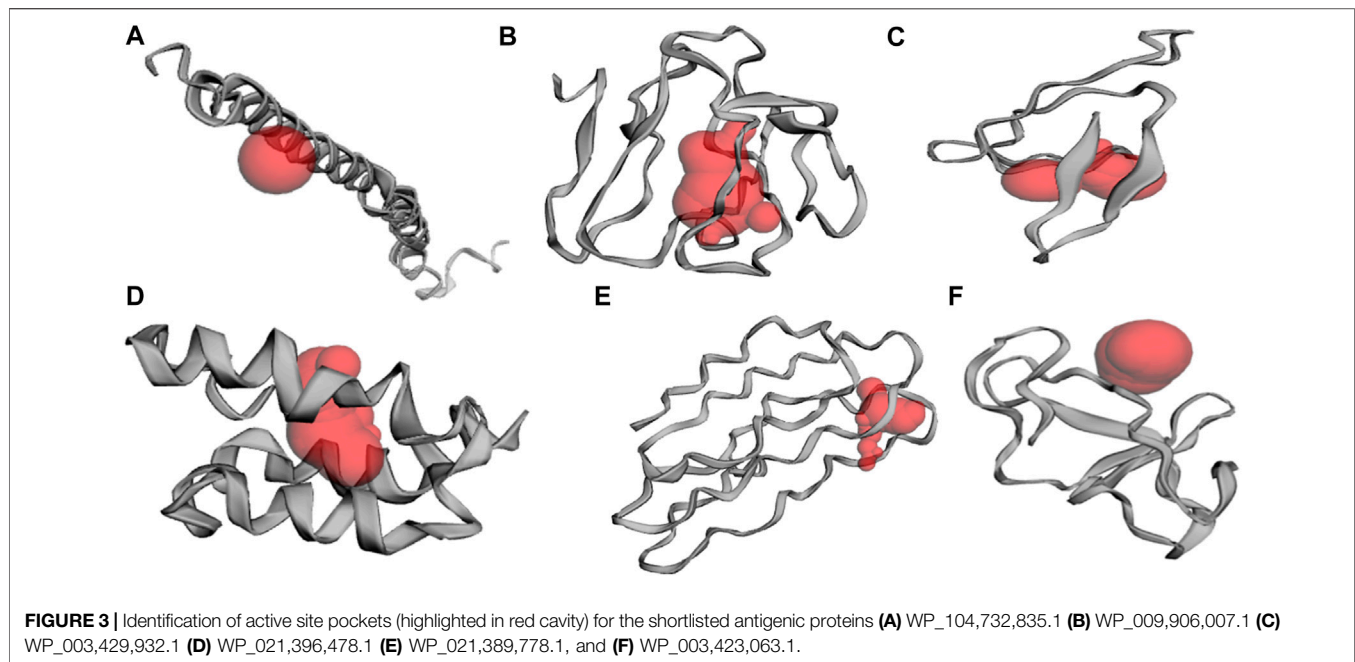 A
B
C
D
E
F
FIGURE 3 | Identification of active site pockets (highlighted in red cavity) for the shortlisted antigenic proteins (A) WP_104,732,835.1 (B) WP_009,906,007.1 (C)
WP_003,429,932.1 (D) WP_021,396,478.1 (E) WP_021,389,778.1, and (F) WP_003,423,063.1.